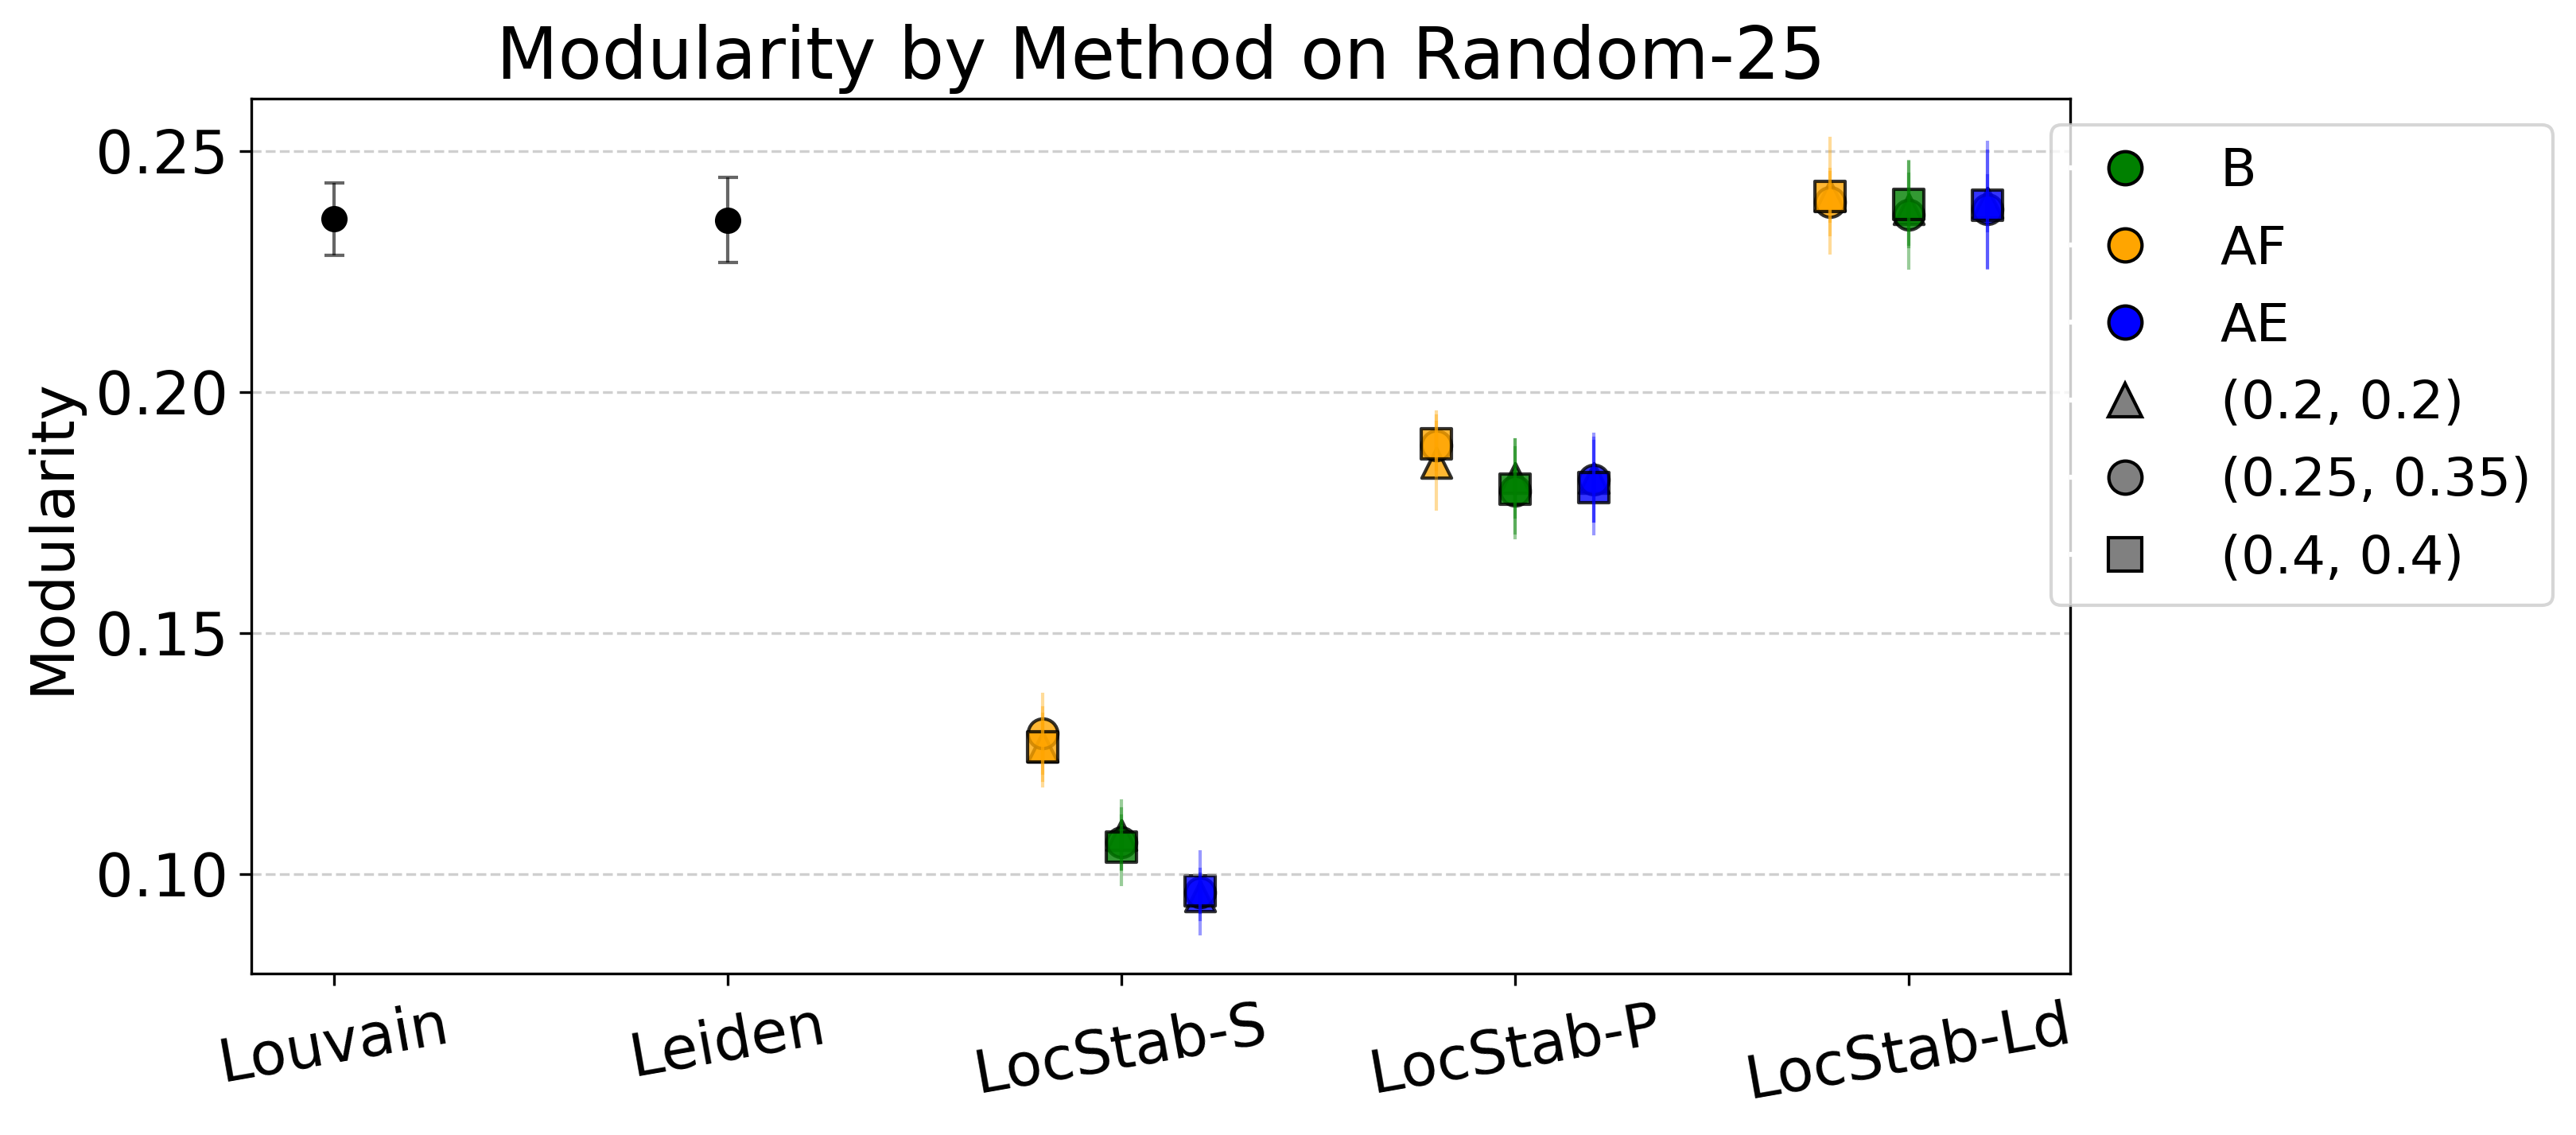 Modularity by Method on Random-25
Modularity
0.25
0.20
0.15
0.10
Louvain
Leiden
LocStab-S
LocStab-P
LocStab-Ld
B
AF
AE
(0.2, 0.2)
(0.25, 0.35)
(0.4, 0.4)